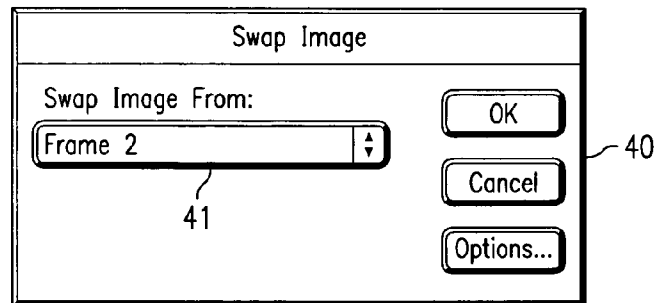 Swap Image
Swap Image From:
Frame 2
OK
Cancel
Options...
40
41